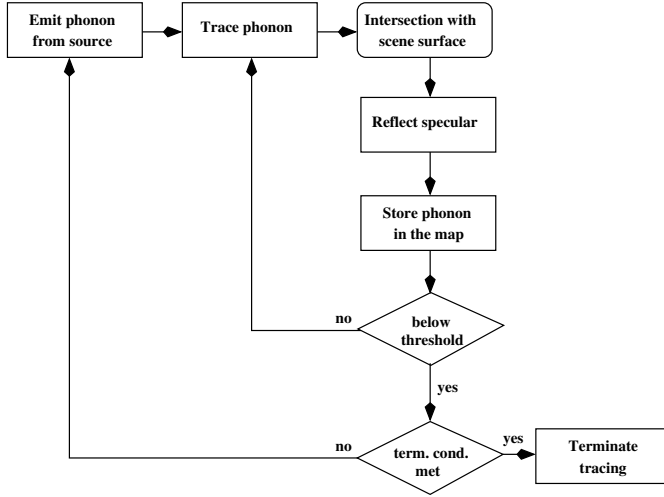 Emit phonon
from source
Trace phonon
Intersection with
scene surface
Reflect specular
Store phonon
in the map
no
below
threshold
yes
no
term. cond.
met
yes
Terminate
tracing